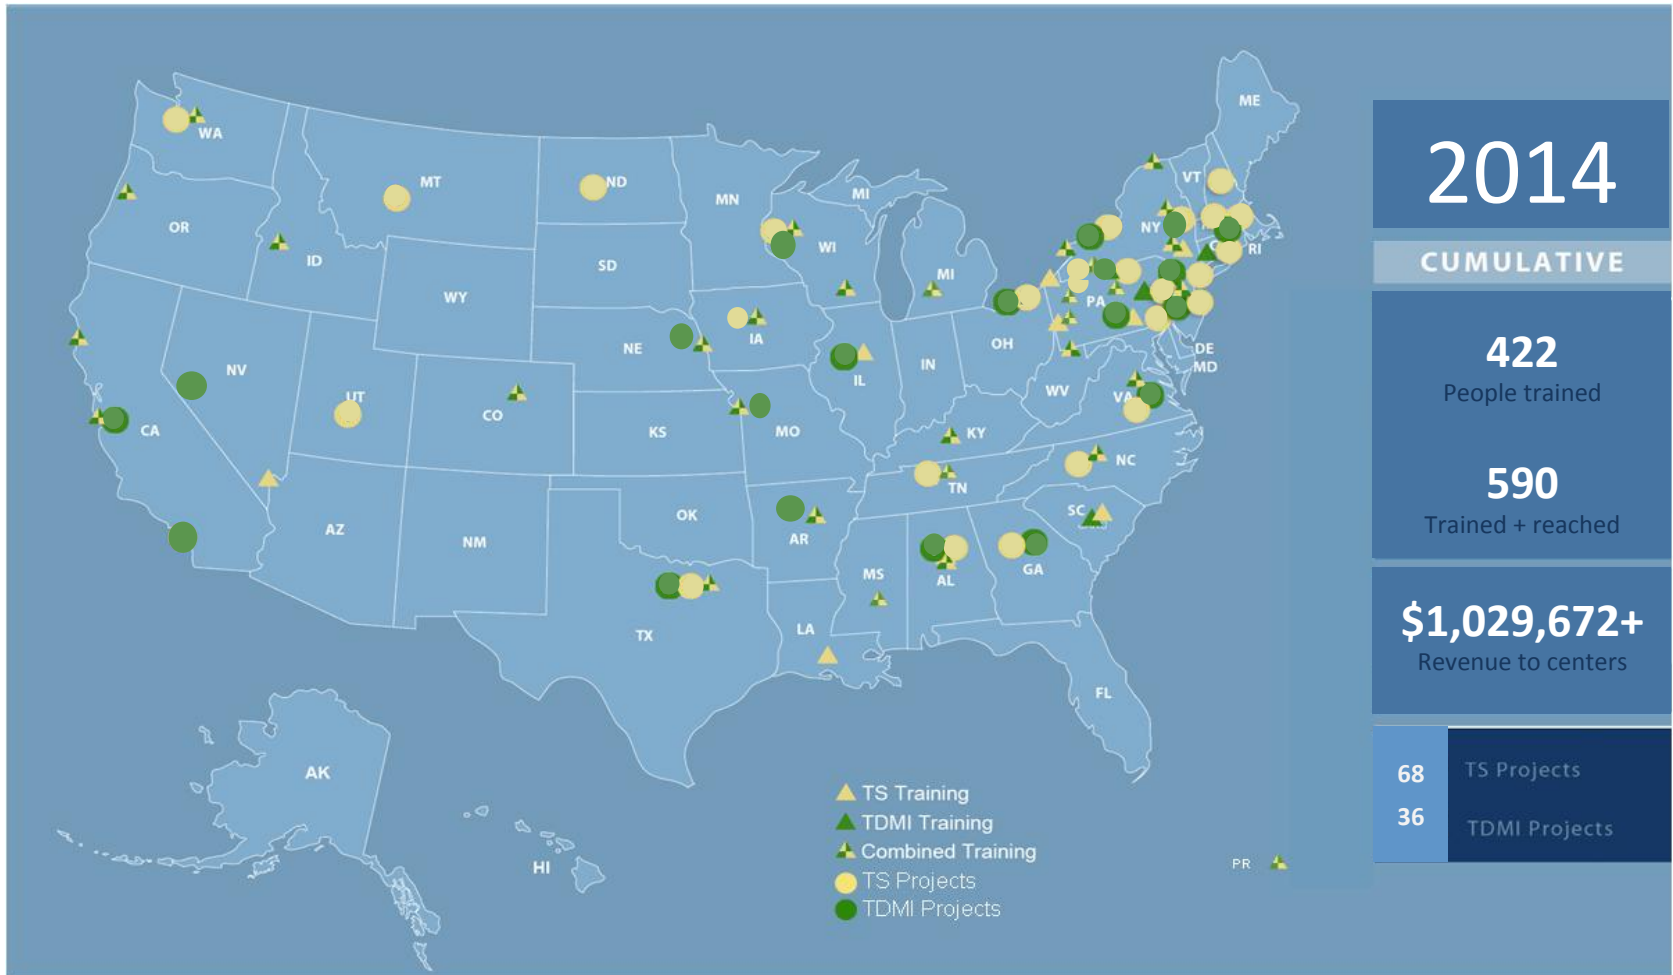 ME
WA
MT
ND
VT
MN
MI
OR
NY
WI
RI
ID
SD
MI
WY
PA
IA
OH
NE
DE
NV
IN
MD
IL
UT
WV
VA
CO
CA
KS
MO
KY
NC
TN
SC
OK
AZ
AR
NM
GA
MS
AL
LA
TX
FL
AK
HI
PR
TS Training
TDMI Training
Combined Training
TS Projects
TDMI Projects
2014
CUMULATIVE
422
People trained
590
Trained + reached
$1,029,672+
Revenue to centers
68 TS Projects
36 TDMI Projects